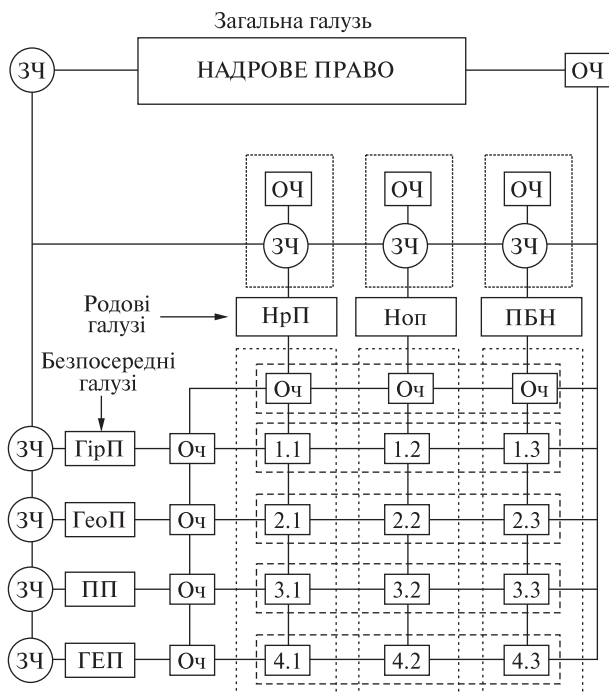 Загальна галузь
ЗЧ НАДРОВЕ ПРАВО ОЧ
ОЧ ОЧ ОЧ
ЗЧ ЗЧ ЗЧ
Родові
галузі
НрП Ноп ПБН
Безпосередні
галузі
Оч Оч Оч
ЗЧ ГірП Оч 1.1 1.2 1.3
ЗЧ ГеоП Оч 2.1 2.2 2.3
ЗЧ ПП Оч 3.1 3.2 3.3
ЗЧ ГЕП Оч 4.1 4.2 4.3